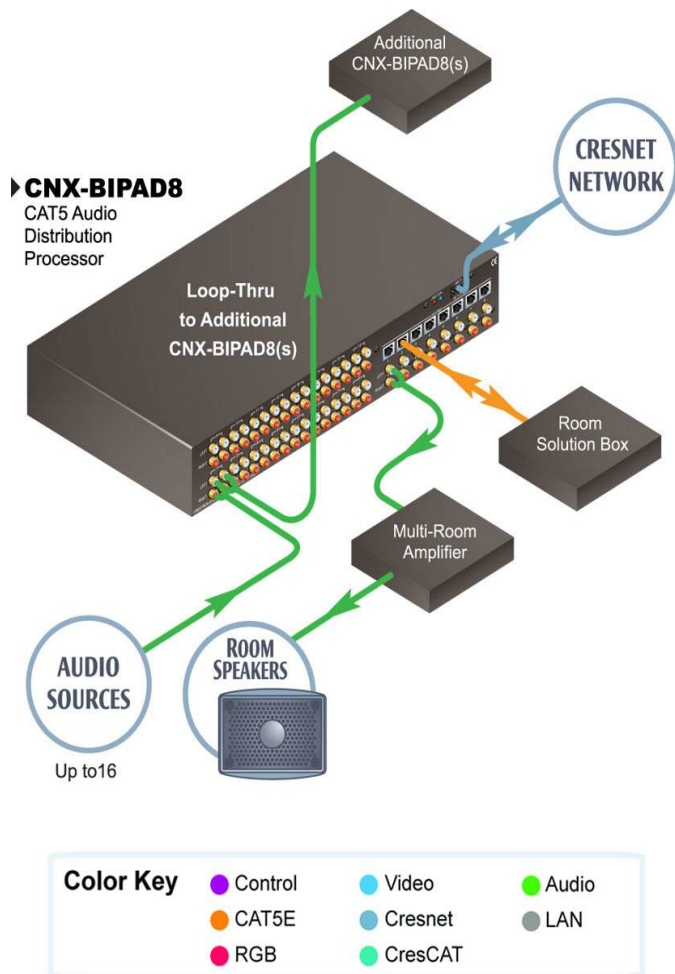 Additional
CNX-BIPAD8(s)
CRESNET
NETWORK
CNX-BIPAD8
CAT5 Audio
Distribution
Processor
Loop-Thru
to Additional
CNX-BIPAD8(s)
Room
Solution Box
Multi-Room
Amplifier
AUDIO
SOURCES
Up to16
ROOM
SPEAKERS
Color Key
Control
Video
Audio
CAT5E
Cresnet
LAN
RGB
CresCAT